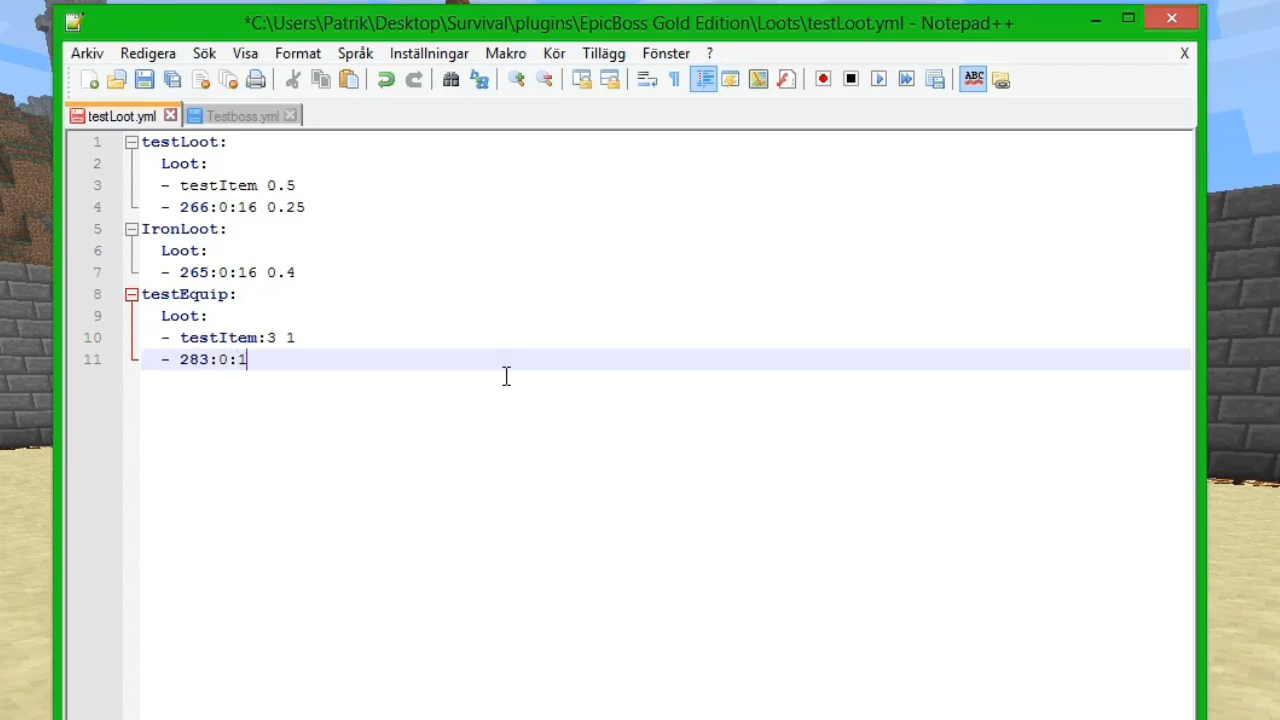 *C:\Users\Patrik\Desktop\Survival\plugins\EpicBoss Gold Edition\Loots\testLoot.yml - Notepad++
Arkiv Redigera Sök Visa Format Språk Inställningar Makro Kör Tillägg Fönster ? X
ABC
testLoot.yml Testboss.yml
1 testLoot:
2 Loot:
3 - testItem 0.5
4 - 266:0:16 0.25
5 IronLoot:
6 Loot:
7 - 265:0:16 0.4
8 testEquip:
9 Loot:
10 - testItem:3 1
11 - 283:0:1